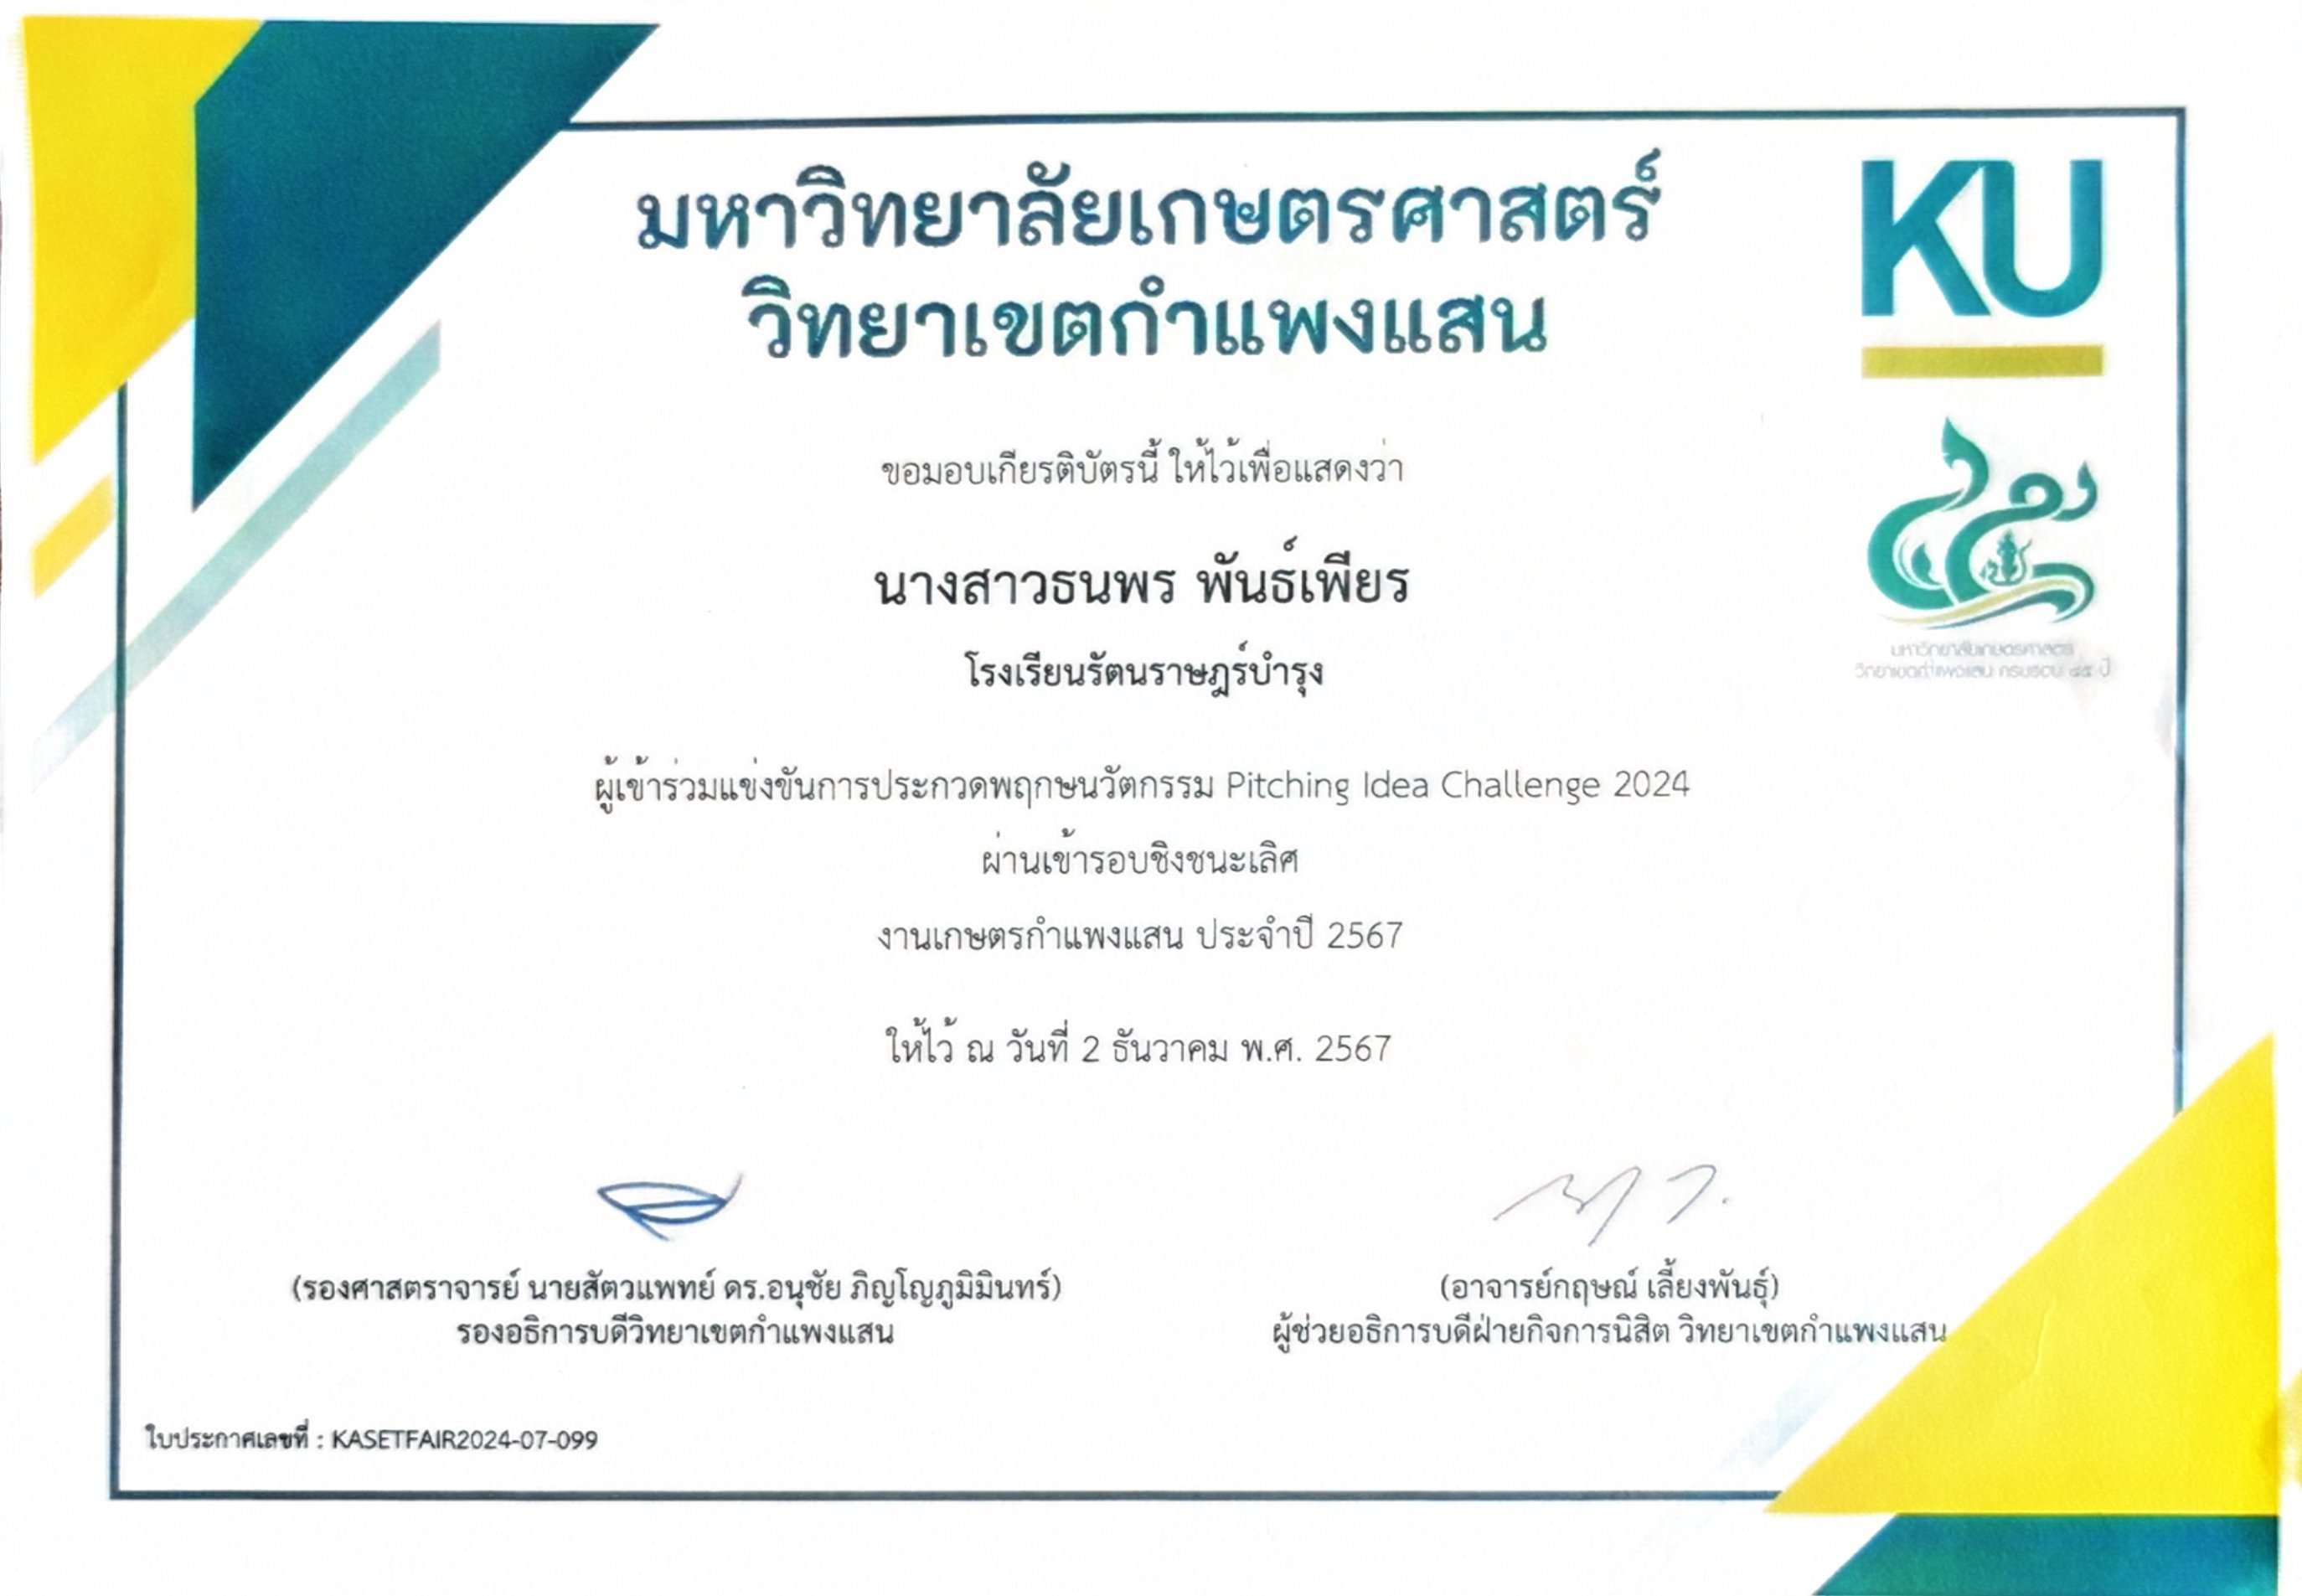 มหาวิทยาลัยเกษตรศาสตร์
วิทยาเขตกำแพงแสน
KU
มหาวิทยาลัยเกษตรศาสตร์
วิทยาเขตกำแพงแสน ครบรอบ ๔๕ ปี
ขอมอบเกียรติบัตรนี้ ให้ไว้เพื่อแสดงว่า
นางสาวธนพร พันธ์เพียร
โรงเรียนรัตนราษฎร์บำรุง
ผู้เข้าร่วมแข่งขันการประกวดพฤกษนวัตกรรม Pitching Idea Challenge 2024
ผ่านเข้ารอบชิงชนะเลิศ
งานเกษตรกำแพงแสน ประจำปี 2567
ให้ไว้ ณ วันที่ 2 ธันวาคม พ.ศ. 2567
(รองศาสตราจารย์ นายสัตวแพทย์ ดร.อนุชัย ภิญโญภูมิมินทร์)
รองอธิการบดีวิทยาเขตกำแพงแสน
(อาจารย์กฤษณ์ เลี้ยงพันธุ์)
ผู้ช่วยอธิการบดีฝ่ายกิจการนิสิต วิทยาเขตกำแพงแสน
ใบประกาศเลขที่ : KASETFAIR2024-07-099